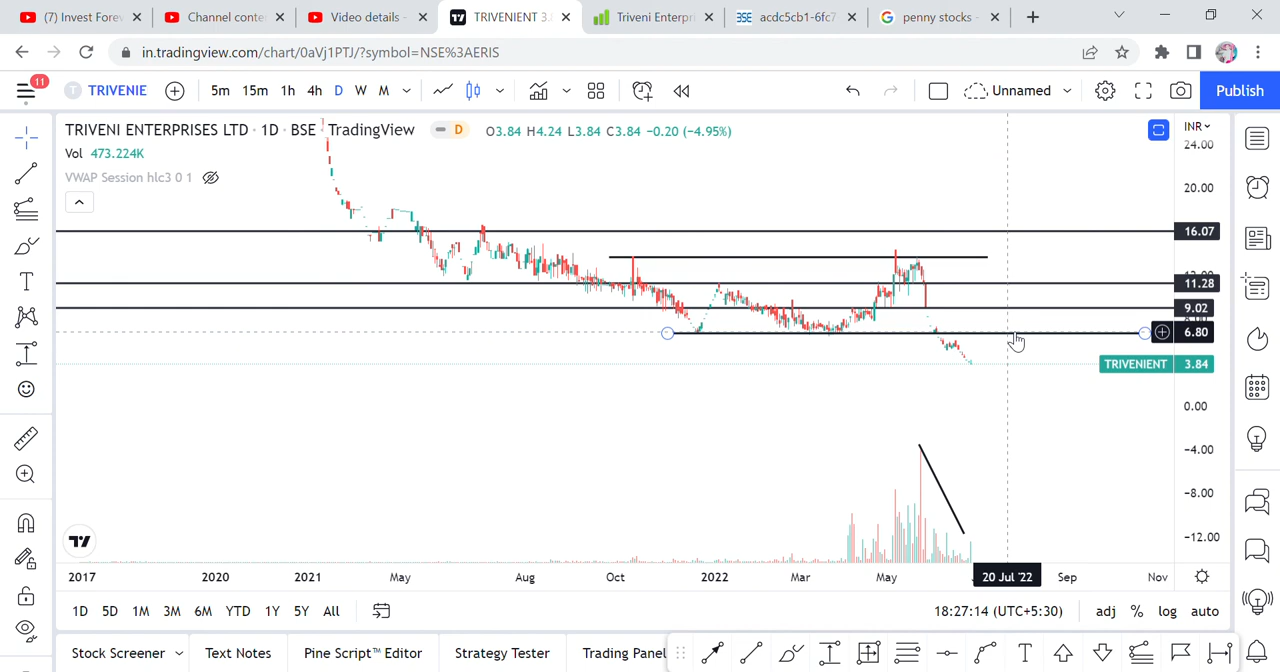 (7) Invest Forev
Channel conte
Video details -
TRIVENIENT 3.8
Triveni Enterpri
BSE
acdc5cb1-6fc7
penny stocks -
in.tradingview.com/chart/0aVj1PTJ/?symbol=NSE%3AERIS
11
T TRIVENIE 5m 15m 1h 4h D W M Unnamed Publish
TRIVENI ENTERPRISES LTD · 1D · BSE TradingView D O3.84 H4.24 L3.84 C3.84 −0.20 (−4.95%)
Vol 473.224K
VWAP Session hlc3 0 1
INR
24.00
20.00
16.07
11.28
9.02
6.80
TRIVENIENT 3.84
0.00
−4.00
−8.00
−12.00
2017 2020 2021 May Aug Oct 2022 Mar May 20 Jul '22 Sep Nov
1D 5D 1M 3M 6M YTD 1Y 5Y All 18:27:14 (UTC+5:30) adj % log auto
Stock Screener Text Notes Pine Script™ Editor Strategy Tester Trading Panel